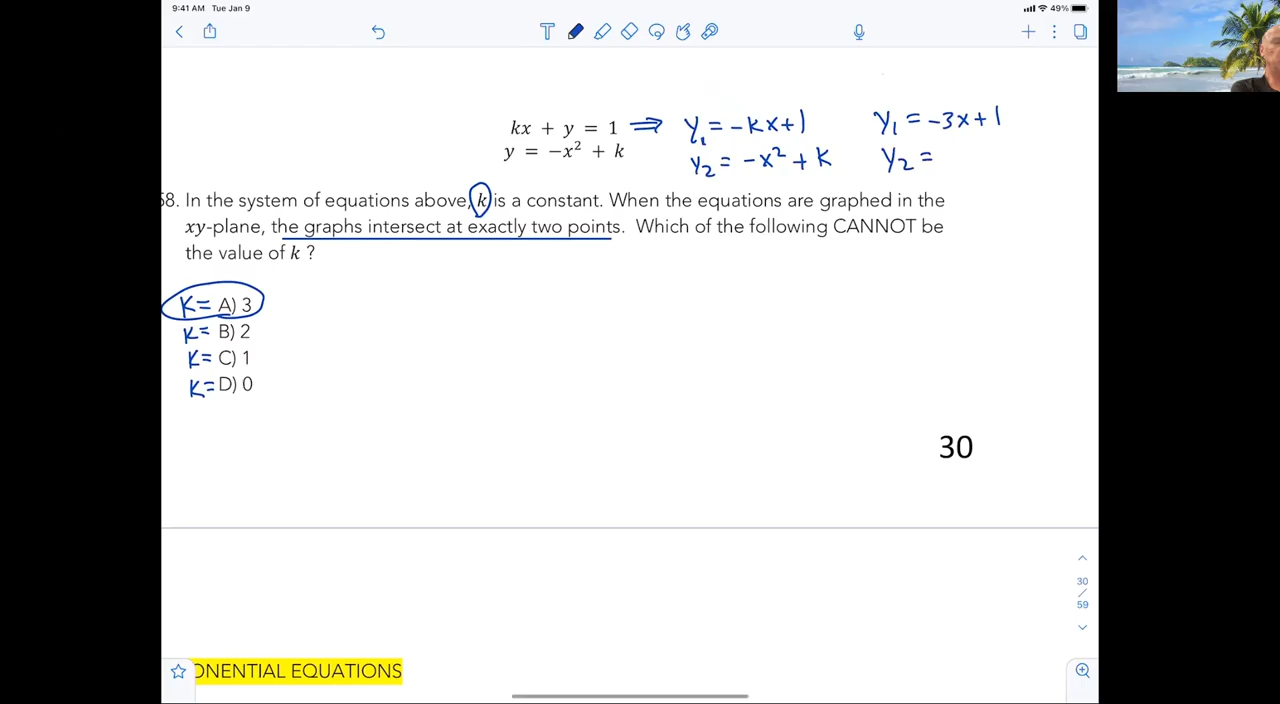 9:41 AM Tue Jan 9
49%
kx + y = 1 ⇒ y₁ = -kx+1 y₁ = -3x+1
y = −x² + k y₂ = -x² + k y₂ =
58. In the system of equations above, k is a constant. When the equations are graphed in the
xy-plane, the graphs intersect at exactly two points. Which of the following CANNOT be
the value of k ?
K= A) 3
K= B) 2
K= C) 1
K= D) 0
30
30
/
59
ONENTIAL EQUATIONS